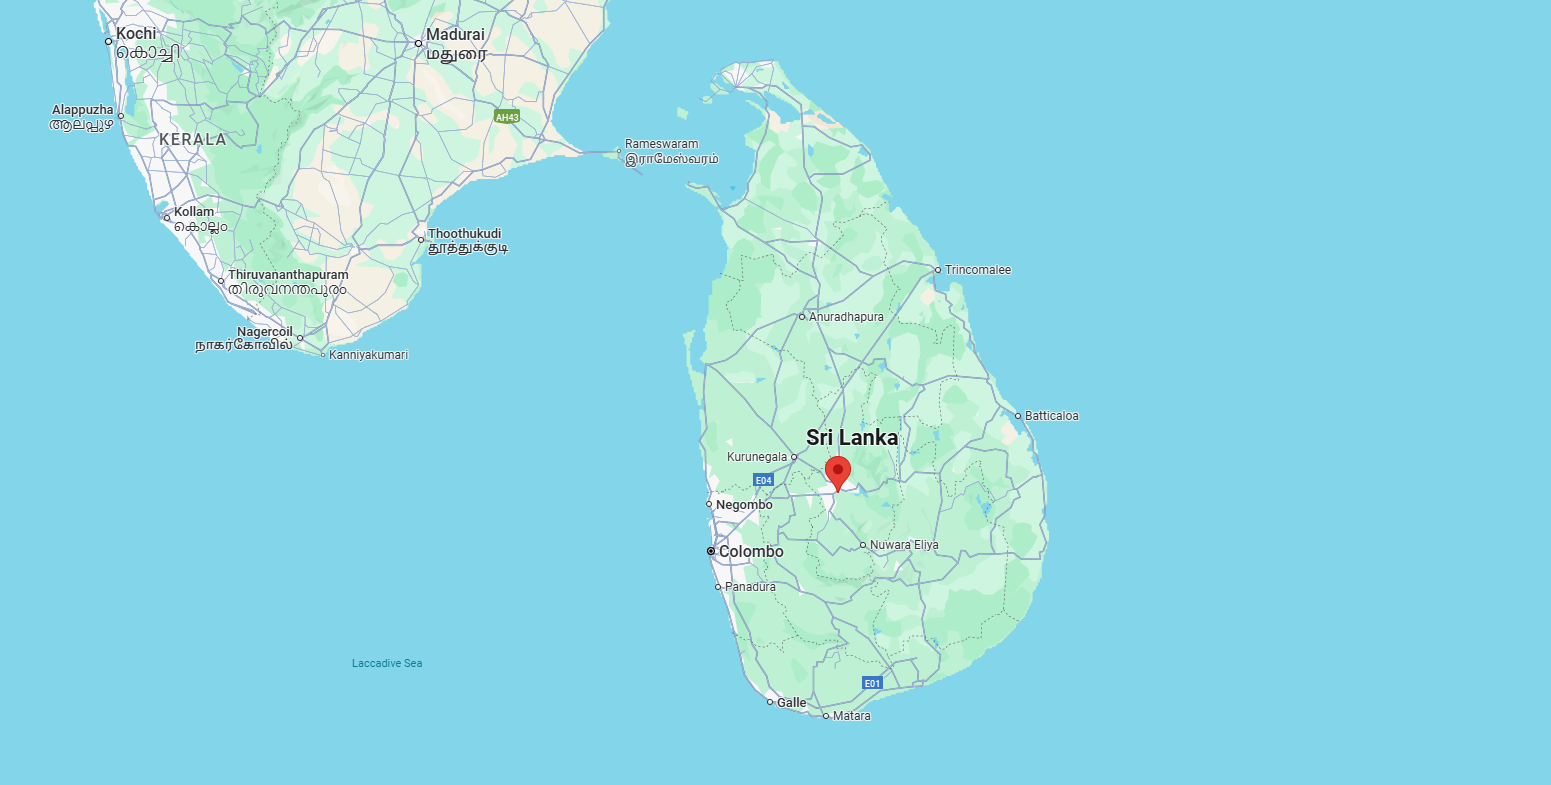 Kochi
കൊച്ചി
Madurai
மதுரை
Alappuzha
ആലപ്പുഴ
AH43
KERALA
Rameswaram
இராமேஸ்வரம்
Kollam
കൊല്ലം
Thoothukudi
தூத்துக்குடி
Thiruvananthapuram
തിരുവനന്തപുരം
Trincomalee
Anuradhapura
Nagercoil
நாகர்கோவில்
Kanniyakumari
Batticaloa
Sri Lanka
Kurunegala
E04
Negombo
Nuwara Eliya
Colombo
Panadura
Laccadive Sea
E01
Galle
Matara